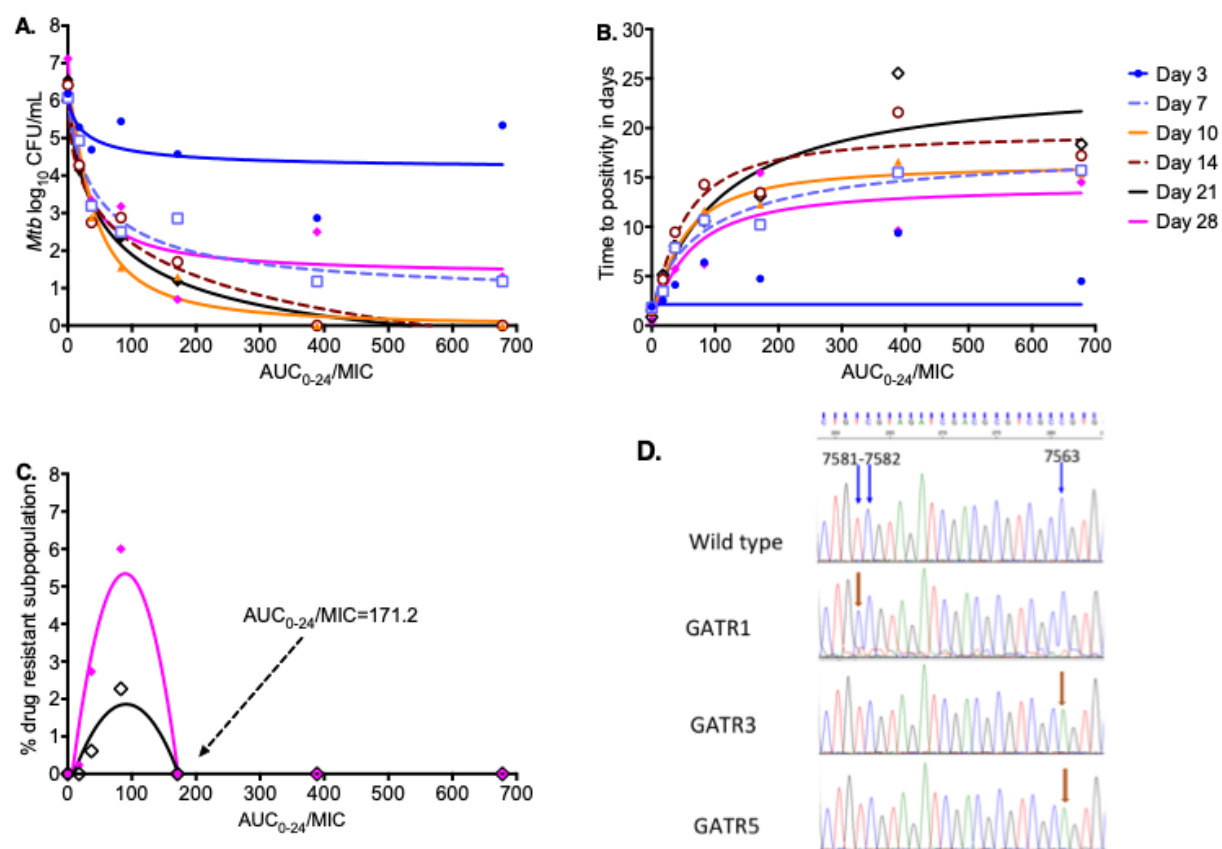 A.
8
7
6
5
4
3
2
1
0
Mtb log10 CFU/mL
0 100 200 300 400 500 600 700
AUC0-24/MIC
B.
30
25
20
15
10
5
0
Time to positivity in days
0 100 200 300 400 500 600 700
AUC0-24/MIC
Day 3
Day 7
Day 10
Day 14
Day 21
Day 28
C.
8
7
6
5
4
3
2
1
0
% drug resistant subpopulation
AUC0-24/MIC=171.2
0 100 200 300 400 500 600 700
AUC0-24/MIC
D.
7581-7582 7563
Wild type
GATR1
GATR3
GATR5